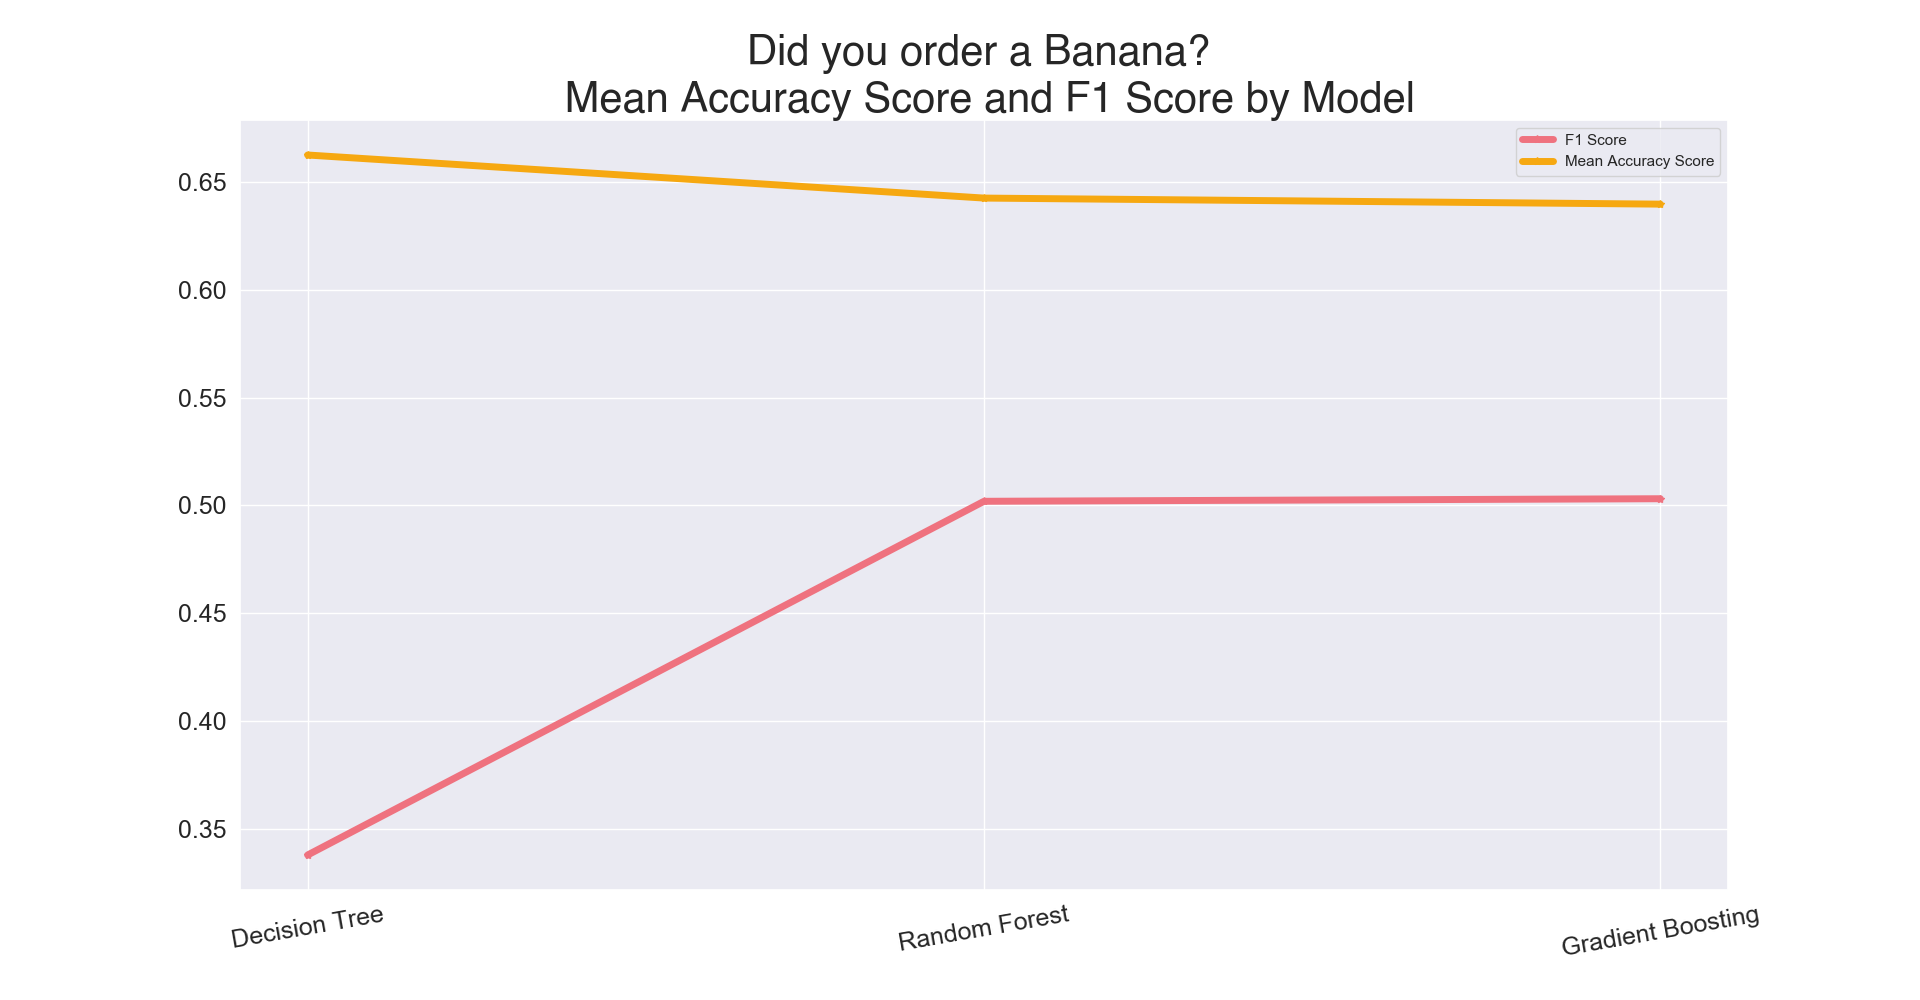 Did you order a Banana?
Mean Accuracy Score and F1 Score by Model
F1 Score
Mean Accuracy Score
0.65
0.60
0.55
0.50
0.45
0.40
0.35
Decision Tree
Random Forest
Gradient Boosting